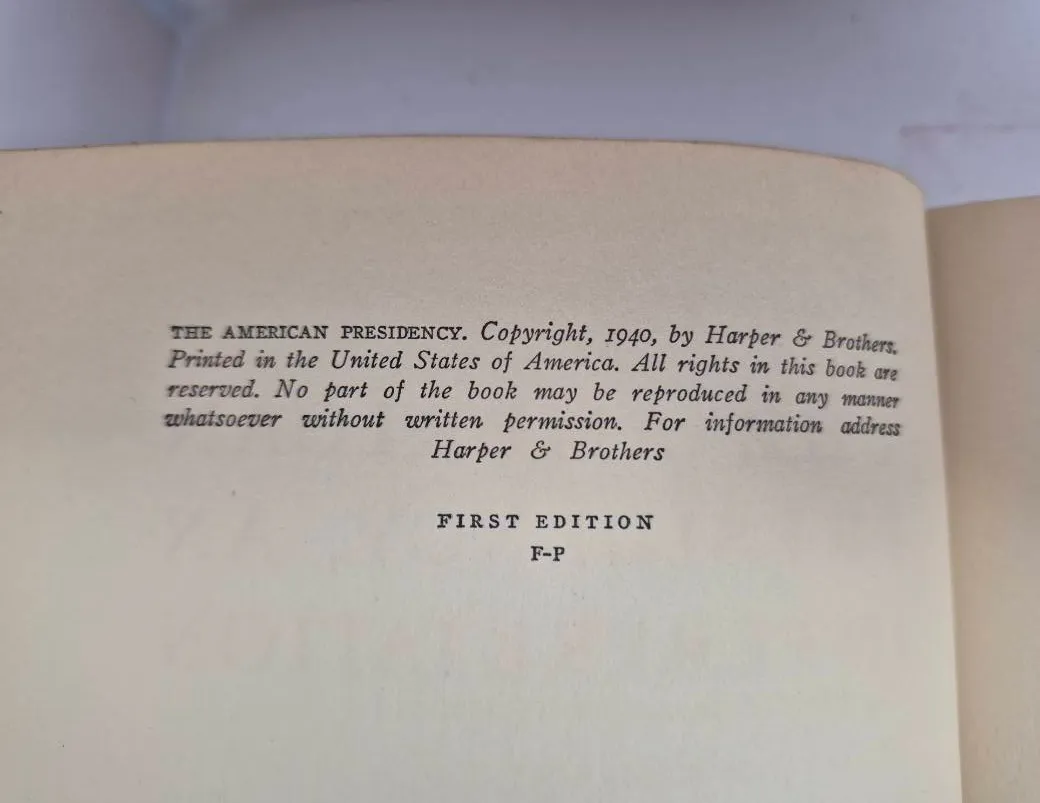 THE AMERICAN PRESIDENCY. Copyright, 1940, by Harper & Brothers.
Printed in the United States of America. All rights in this book are
reserved. No part of the book may be reproduced in any manner
whatsoever without written permission. For information address
Harper & Brothers
FIRST EDITION
F-P